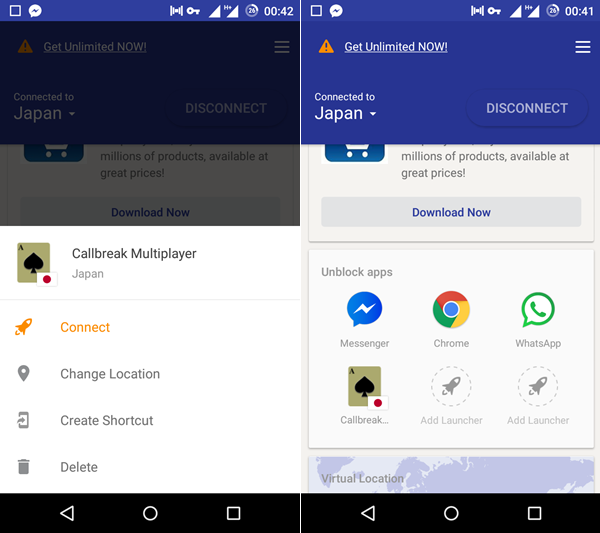 26 00:42
Get Unlimited NOW!
Connected to
Japan
DISCONNECT
millions of products, available at
great prices!
Download Now
A
Callbreak Multiplayer
Japan
Connect
Change Location
Create Shortcut
Delete
H+ 26 00:41
Get Unlimited NOW!
Connected to
Japan
DISCONNECT
millions of products, available at
great prices!
Download Now
Unblock apps
Messenger
Chrome
WhatsApp
A
Callbreak...
Add Launcher
Add Launcher
Virtual Location